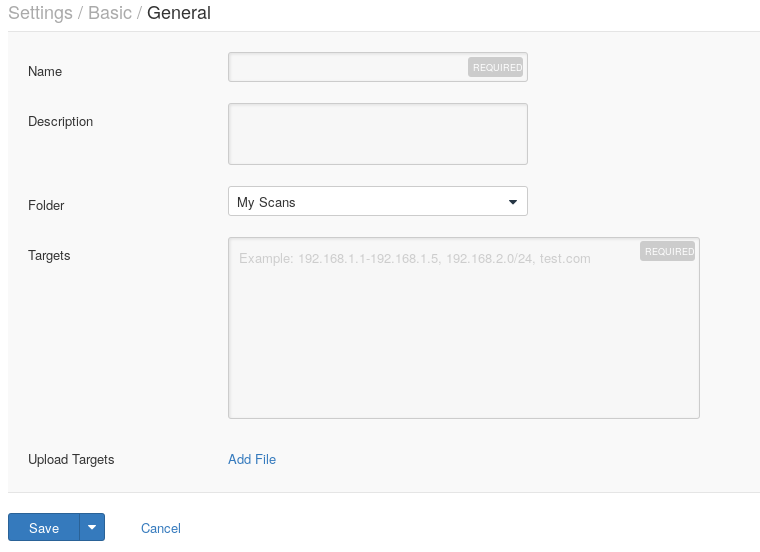 Settings / Basic / General
Name
REQUIRED
Description
Folder
My Scans
Targets
Example: 192.168.1.1-192.168.1.5, 192.168.2.0/24, test.com
REQUIRED
Upload Targets
Add File
Save
Cancel